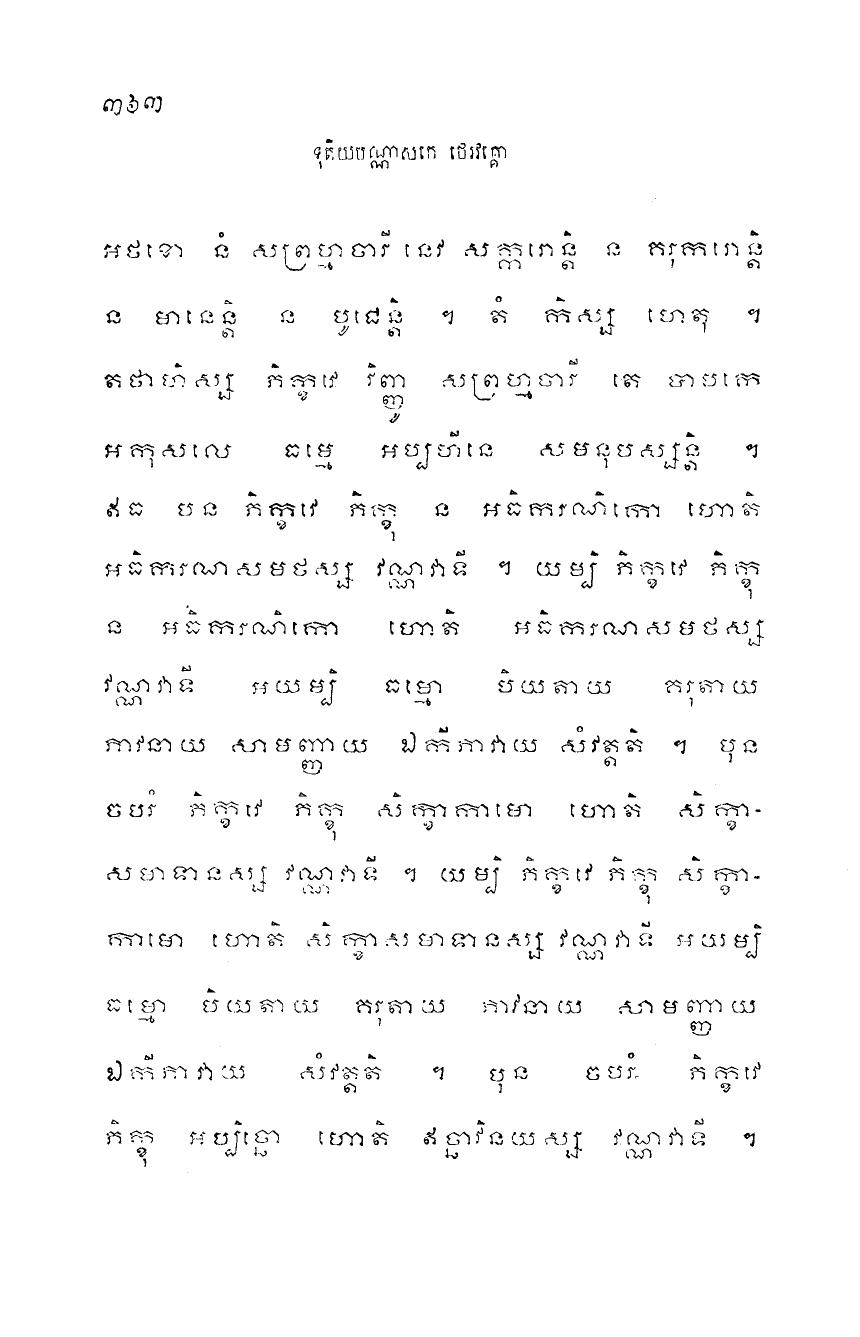 ៣៦៣
ទុតិយបណ្ណាសកេ ថេរវគ្គោ
អថខោ នំ សព្រហ្មចារី នេវ សក្ករោន្តិ ន គរុករោន្តិ
ន មានេន្តិ ន បូជេន្តិ ។ តំ កិស្ស ហេតុ ។
តថាហិស្ស ភិក្ខវេ វិញ្ញូ សព្រហ្មចារី តេ បាបកេ
អកុសលេ ធម្មេ អប្បហីនេ សមនុបស្សន្តិ ។
ឥធ បន ភិក្ខវេ ភិក្ខុ ន អធិករណិកោ ហោតិ
អធិករណសមថស្ស វណ្ណវាទី ។ យម្បិ ភិក្ខវេ ភិក្ខុ
ន អធិករណិកោ ហោតិ អធិករណសមថស្ស
វណ្ណវាទី អយម្បិ ធម្មោ បិយតាយ គរុតាយ
ភាវនាយ សាមញ្ញាយ ឯកីភាវាយ សំវត្តតិ ។ បុន
ចបរំ ភិក្ខវេ ភិក្ខុ សិក្ខាកាមោ ហោតិ សិក្ខា-
សមាទានស្ស វណ្ណវាទី ។ យម្បិ ភិក្ខវេ ភិក្ខុ សិក្ខា-
កាមោ ហោតិ សិក្ខាសមាទានស្ស វណ្ណវាទី អយម្បិ
ធម្មោ បិយតាយ គរុតាយ ភាវនាយ សាមញ្ញាយ
ឯកីភាវាយ សំវត្តតិ ។ បុន ចបរំ ភិក្ខវេ
ភិក្ខុ អប្បិច្ឆោ ហោតិ ឥច្ឆាវិនយស្ស វណ្ណវាទី ។